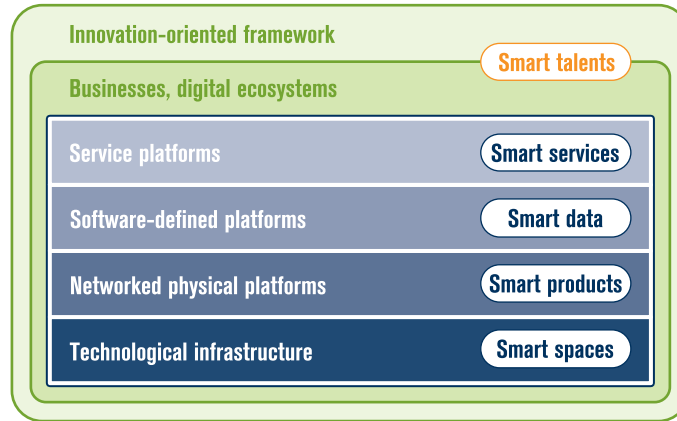 Innovation-oriented framework
Smart talents
Businesses, digital ecosystems
Service platforms
Smart services
Software-defined platforms
Smart data
Networked physical platforms
Smart products
Technological infrastructure
Smart spaces